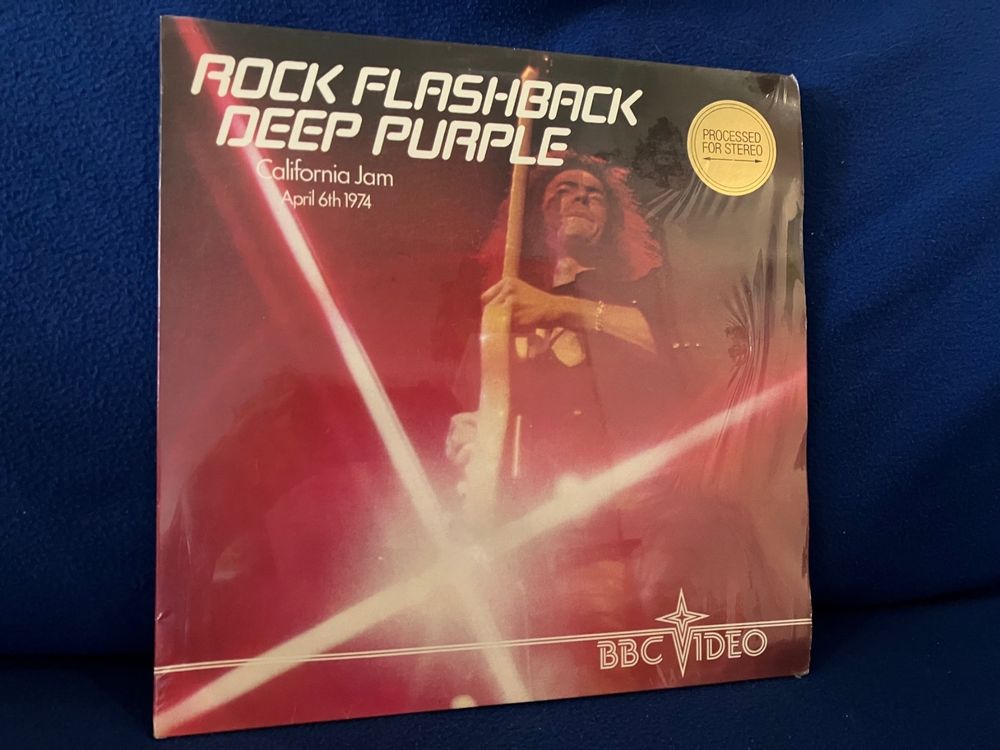 ROCK FLASHBACK
DEEP PURPLE
California Jam
April 6th 1974
PROCESSED
FOR STEREO
BBC VIDEO